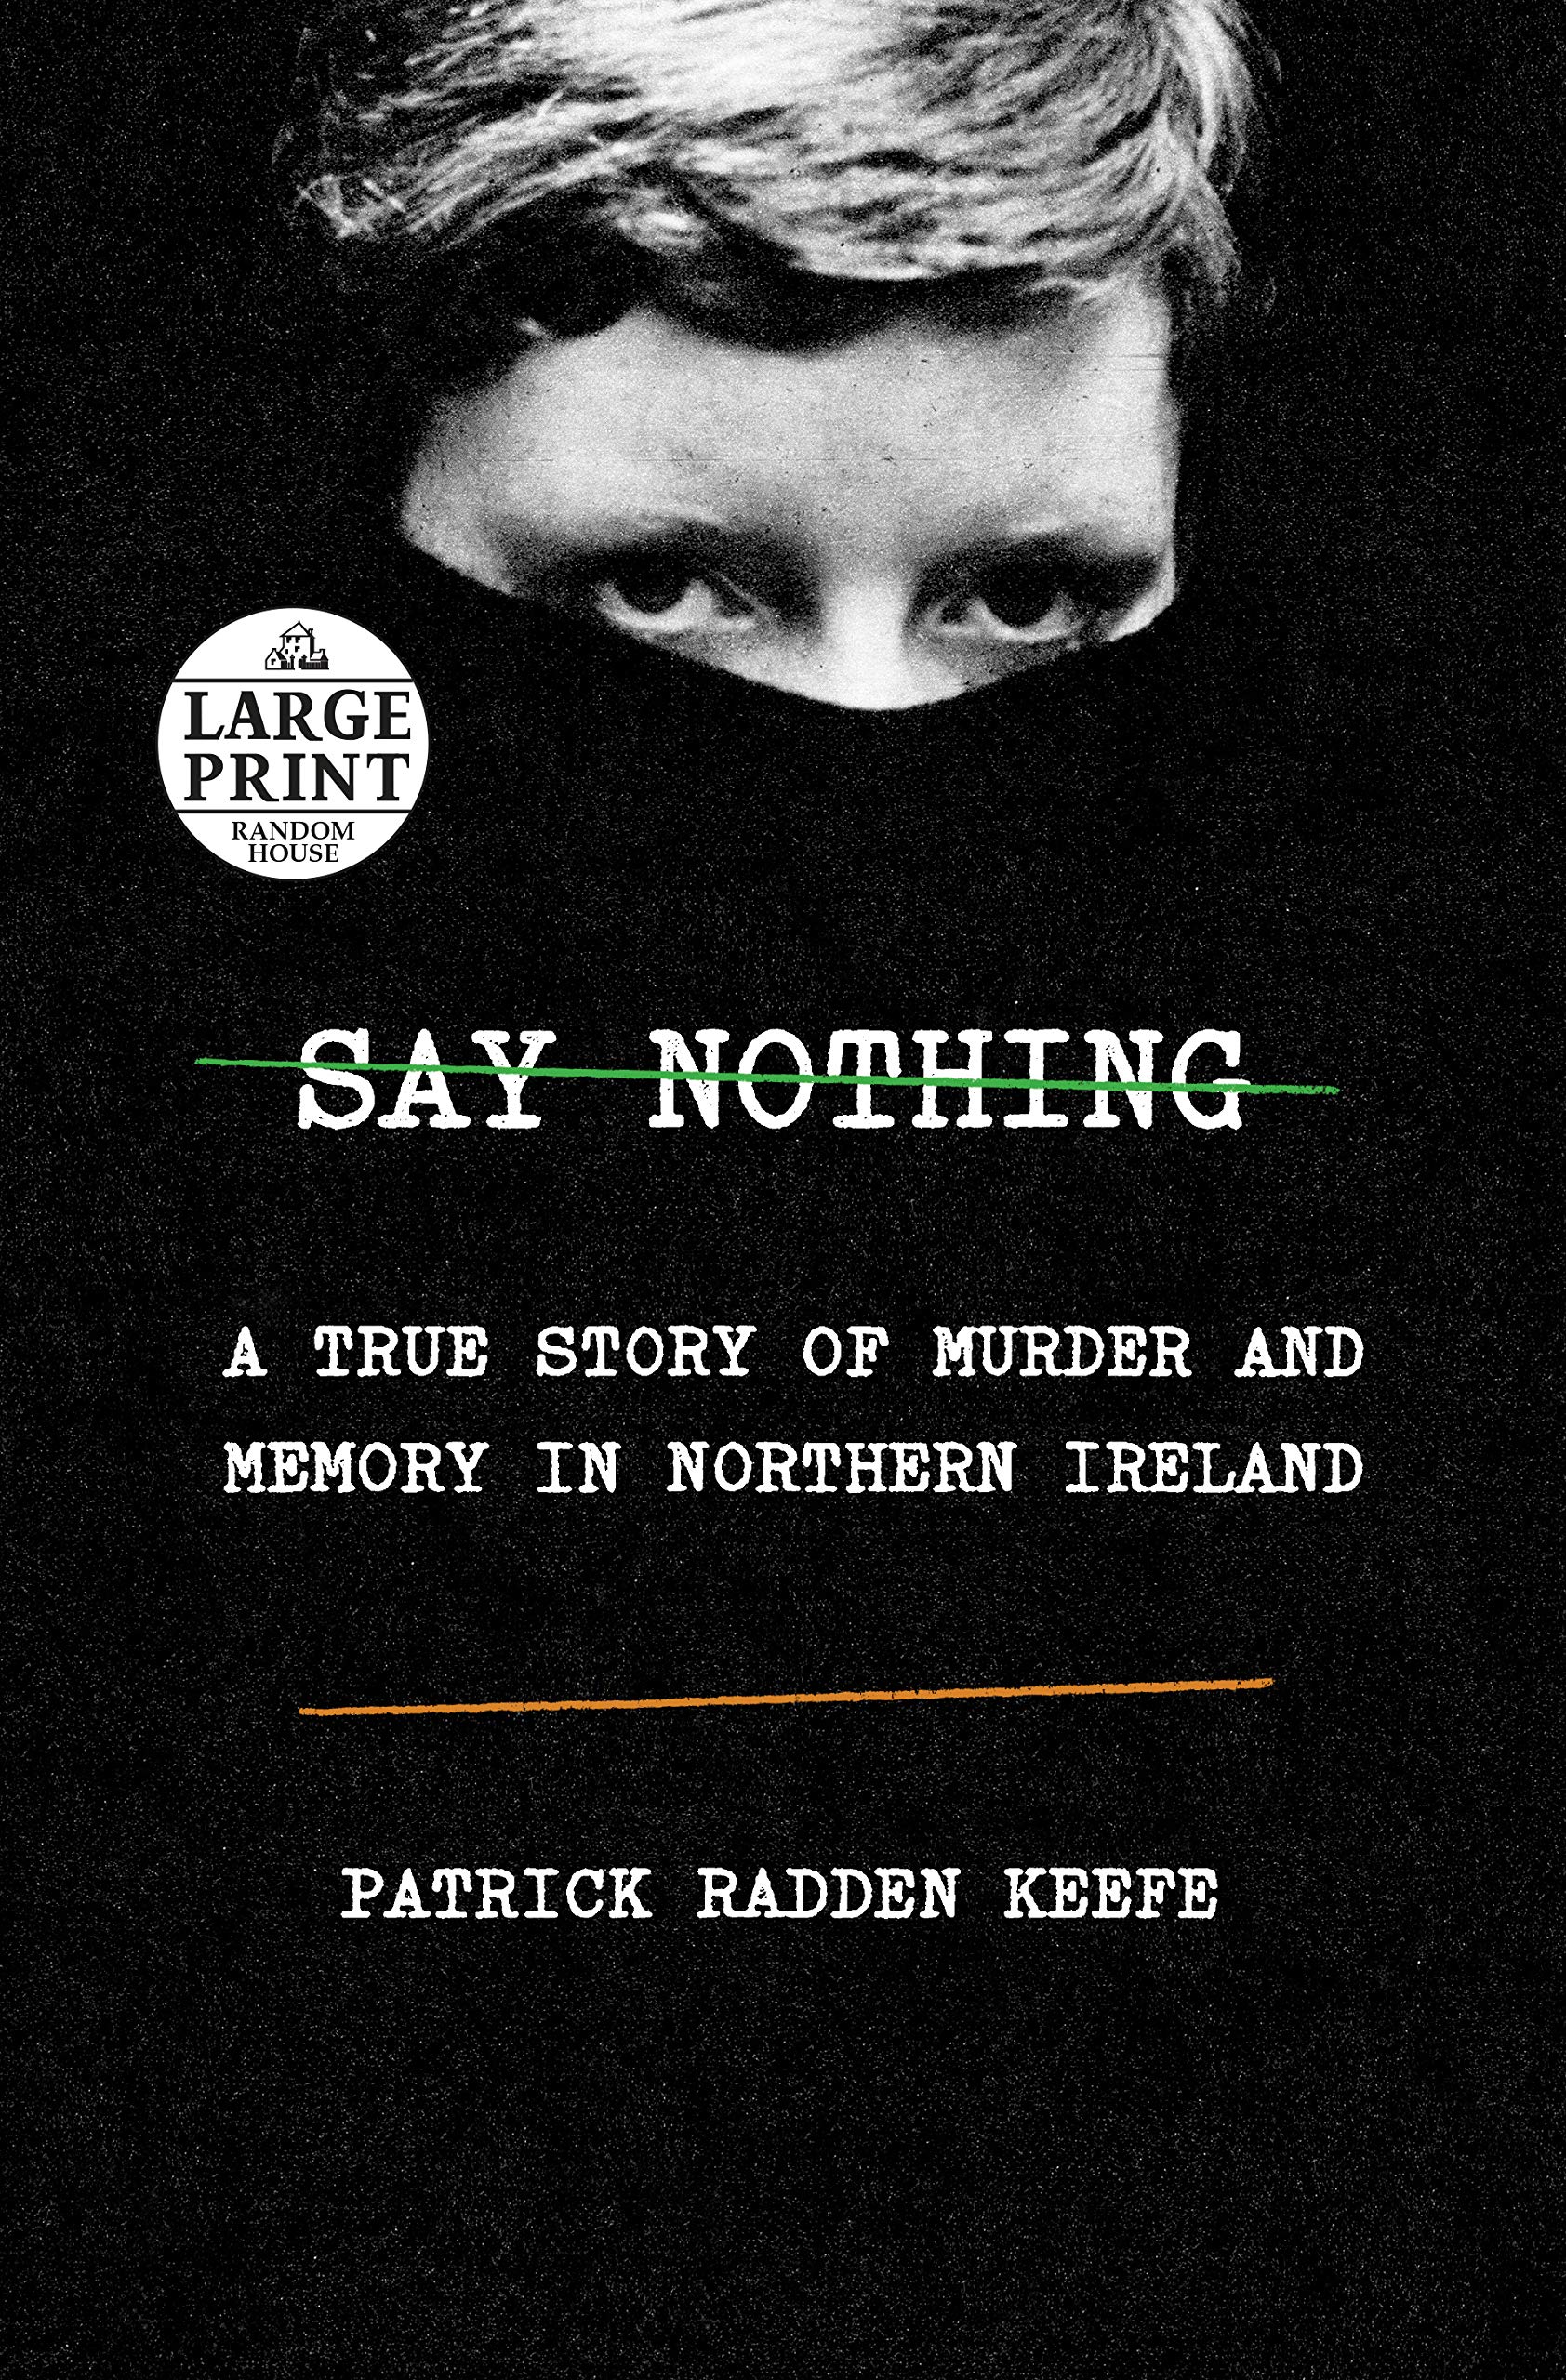 LARGE
PRINT
RANDOM
HOUSE
SAY NOTHING
A TRUE STORY OF MURDER AND
MEMORY IN NORTHERN IRELAND
PATRICK RADDEN KEEFE